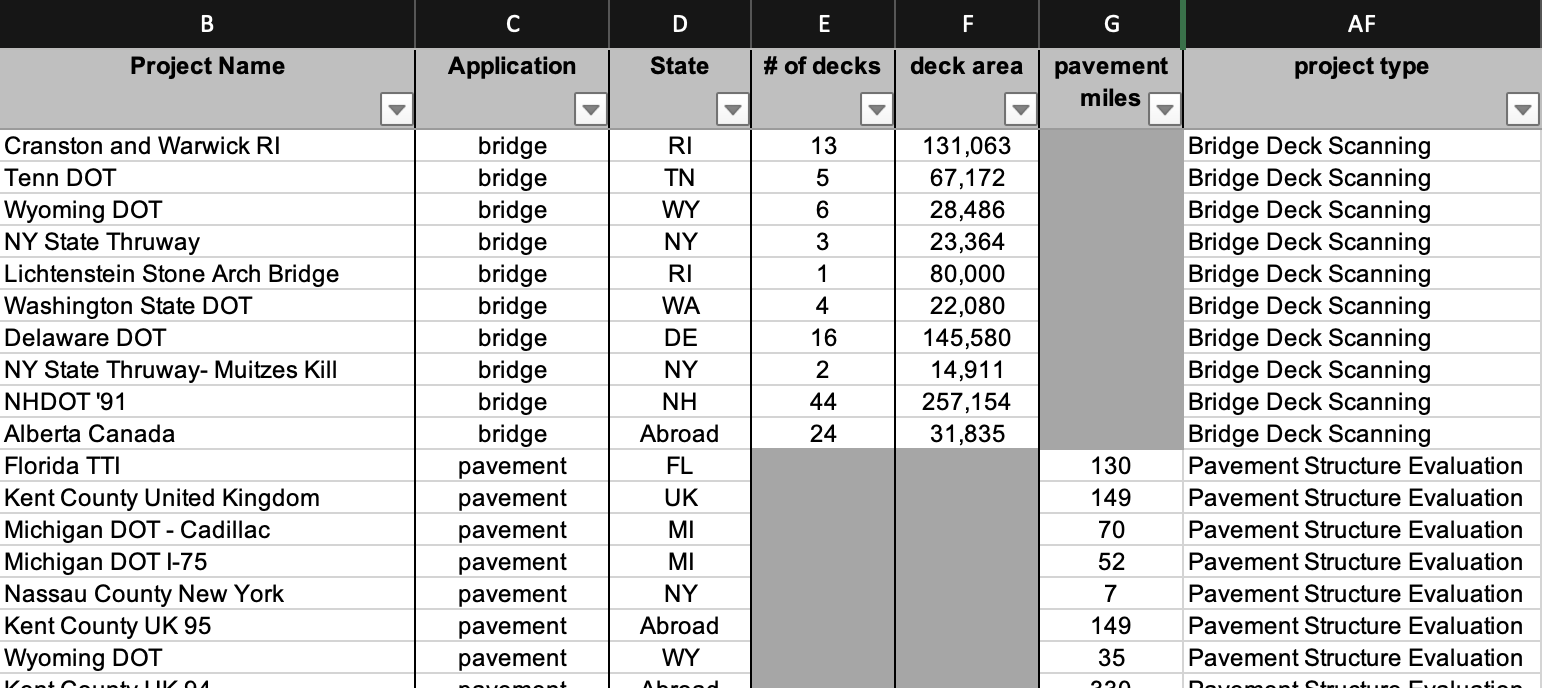 B C D E F G AF
Project Name Application State # of decks deck area pavement miles project type
Cranston and Warwick RI bridge RI 13 131,063 Bridge Deck Scanning
Tenn DOT bridge TN 5 67,172 Bridge Deck Scanning
Wyoming DOT bridge WY 6 28,486 Bridge Deck Scanning
NY State Thruway bridge NY 3 23,364 Bridge Deck Scanning
Lichtenstein Stone Arch Bridge bridge RI 1 80,000 Bridge Deck Scanning
Washington State DOT bridge WA 4 22,080 Bridge Deck Scanning
Delaware DOT bridge DE 16 145,580 Bridge Deck Scanning
NY State Thruway- Muitzes Kill bridge NY 2 14,911 Bridge Deck Scanning
NHDOT '91 bridge NH 44 257,154 Bridge Deck Scanning
Alberta Canada bridge Abroad 24 31,835 Bridge Deck Scanning
Florida TTI pavement FL 130 Pavement Structure Evaluation
Kent County United Kingdom pavement UK 149 Pavement Structure Evaluation
Michigan DOT - Cadillac pavement MI 70 Pavement Structure Evaluation
Michigan DOT I-75 pavement MI 52 Pavement Structure Evaluation
Nassau County New York pavement NY 7 Pavement Structure Evaluation
Kent County UK 95 pavement Abroad 149 Pavement Structure Evaluation
Wyoming DOT pavement WY 35 Pavement Structure Evaluation
Kent County UK 94 pavement Abroad Pavement Structure Evaluation